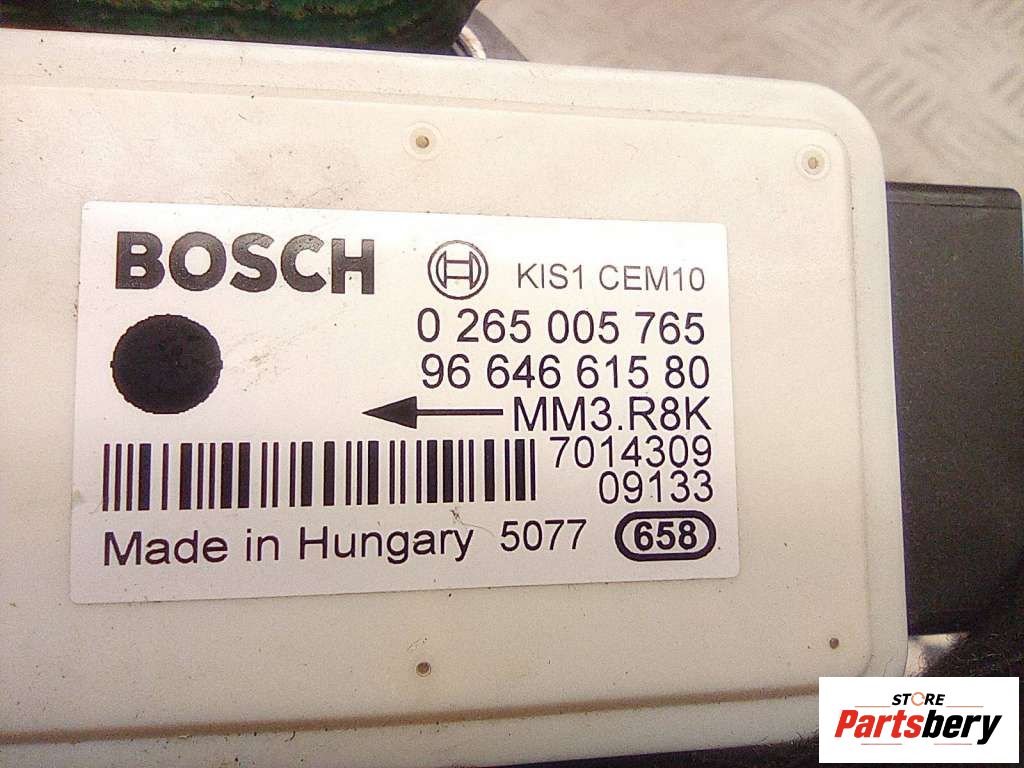 BOSCH KIS1 CEM10
0 265 005 765
96 646 615 80
MM3.R8K
7014309
09133
Made in Hungary 5077 658
STORE
Partsbery